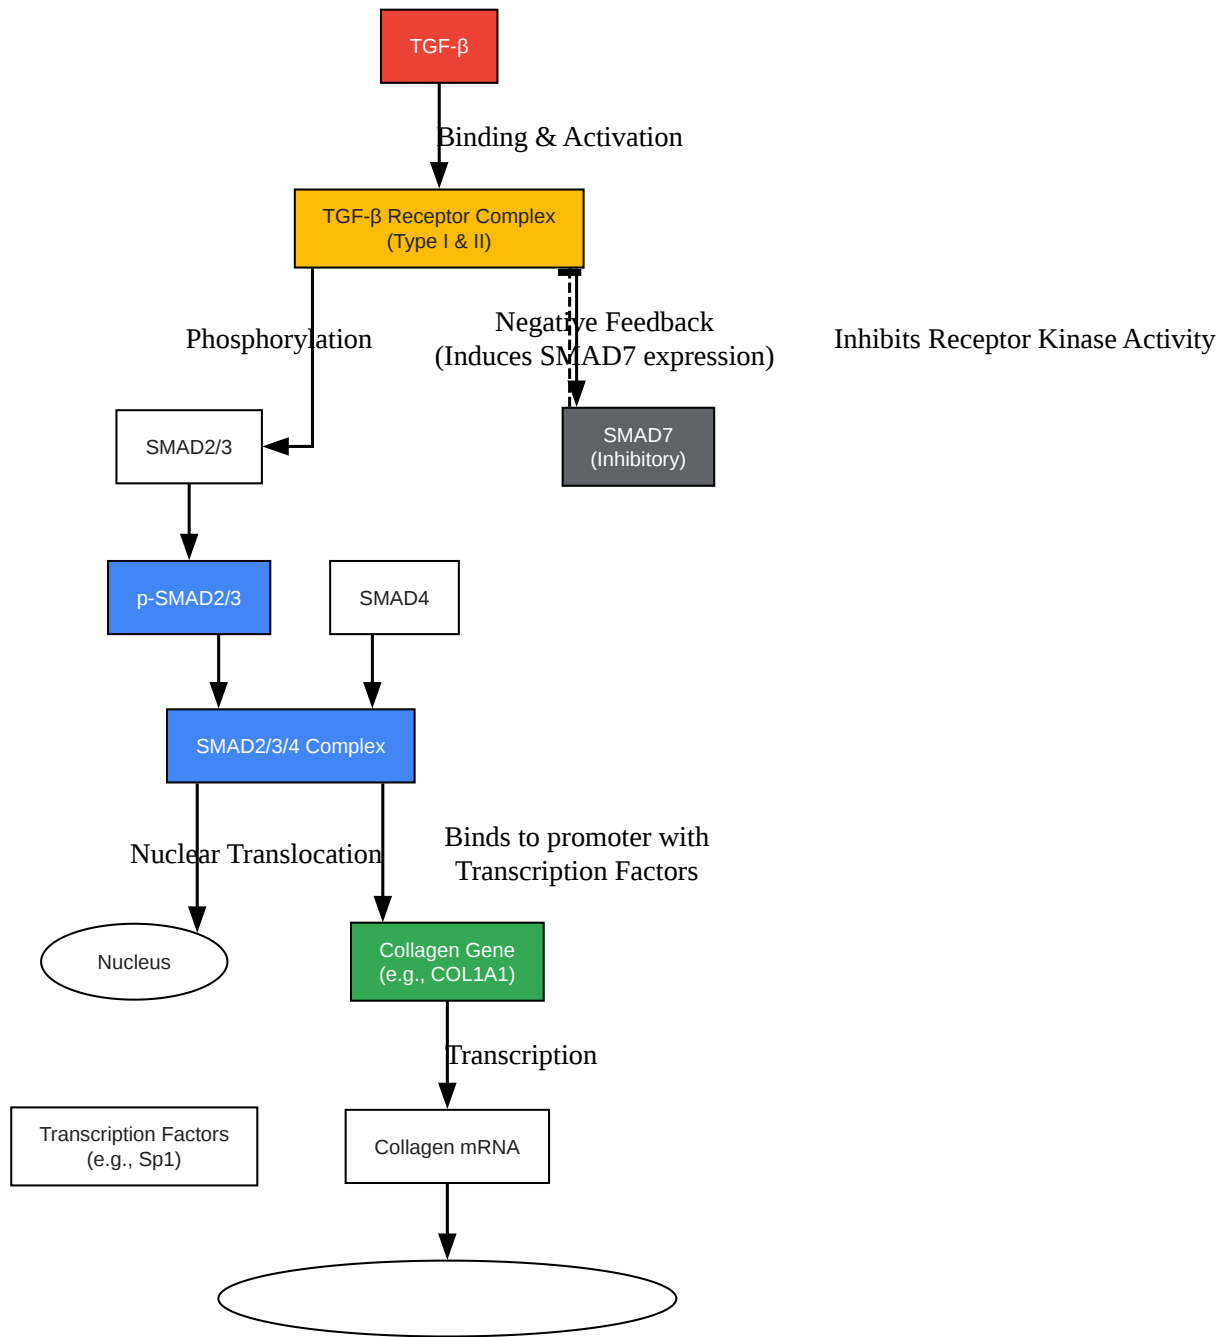 TGF-β
Binding & Activation
TGF-β Receptor Complex
(Type I & II)
Phosphorylation
Negative Feedback
(Induces SMAD7 expression)
Inhibits Receptor Kinase Activity
SMAD2/3
SMAD7
(Inhibitory)
p-SMAD2/3
SMAD4
SMAD2/3/4 Complex
Nuclear Translocation
Binds to promoter with
Transcription Factors
Nucleus
Collagen Gene
(e.g., COL1A1)
Transcription
Transcription Factors
(e.g., Sp1)
Collagen mRNA